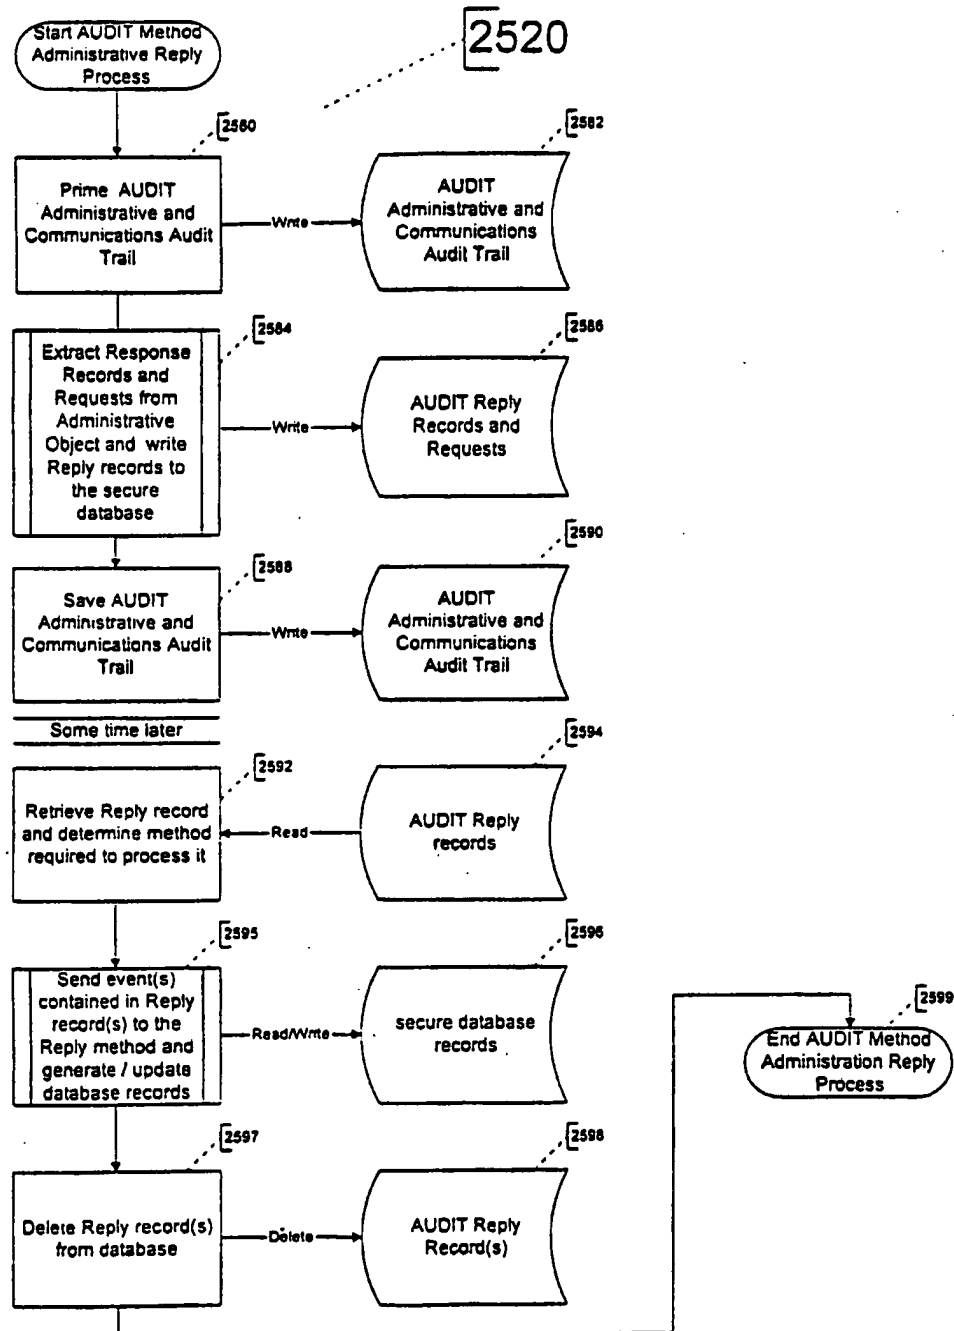 Start AUDIT Method
Administrative Reply
Process
2520
2580
Prime AUDIT
Administrative and
Communications Audit
Trail
Write
2582
AUDIT
Administrative and
Communications
Audit Trail
2584
Extract Response
Records and
Requests from
Administrative
Object and write
Reply records to
the secure
database
Write
2586
AUDIT Reply
Records and
Requests
2588
Save AUDIT
Administrative and
Communications Audit
Trail
Write
2590
AUDIT
Administrative and
Communications
Audit Trail
Some time later
2592
Retrieve Reply record
and determine method
required to process it
Read
2594
AUDIT Reply
records
2595
Send event(s)
contained in Reply
record(s) to the
Reply method and
generate / update
database records
Read/Write
2596
secure database
records
2597
Delete Reply record(s)
from database
Delete
2598
AUDIT Reply
Record(s)
2599
End AUDIT Method
Administration Reply
Process